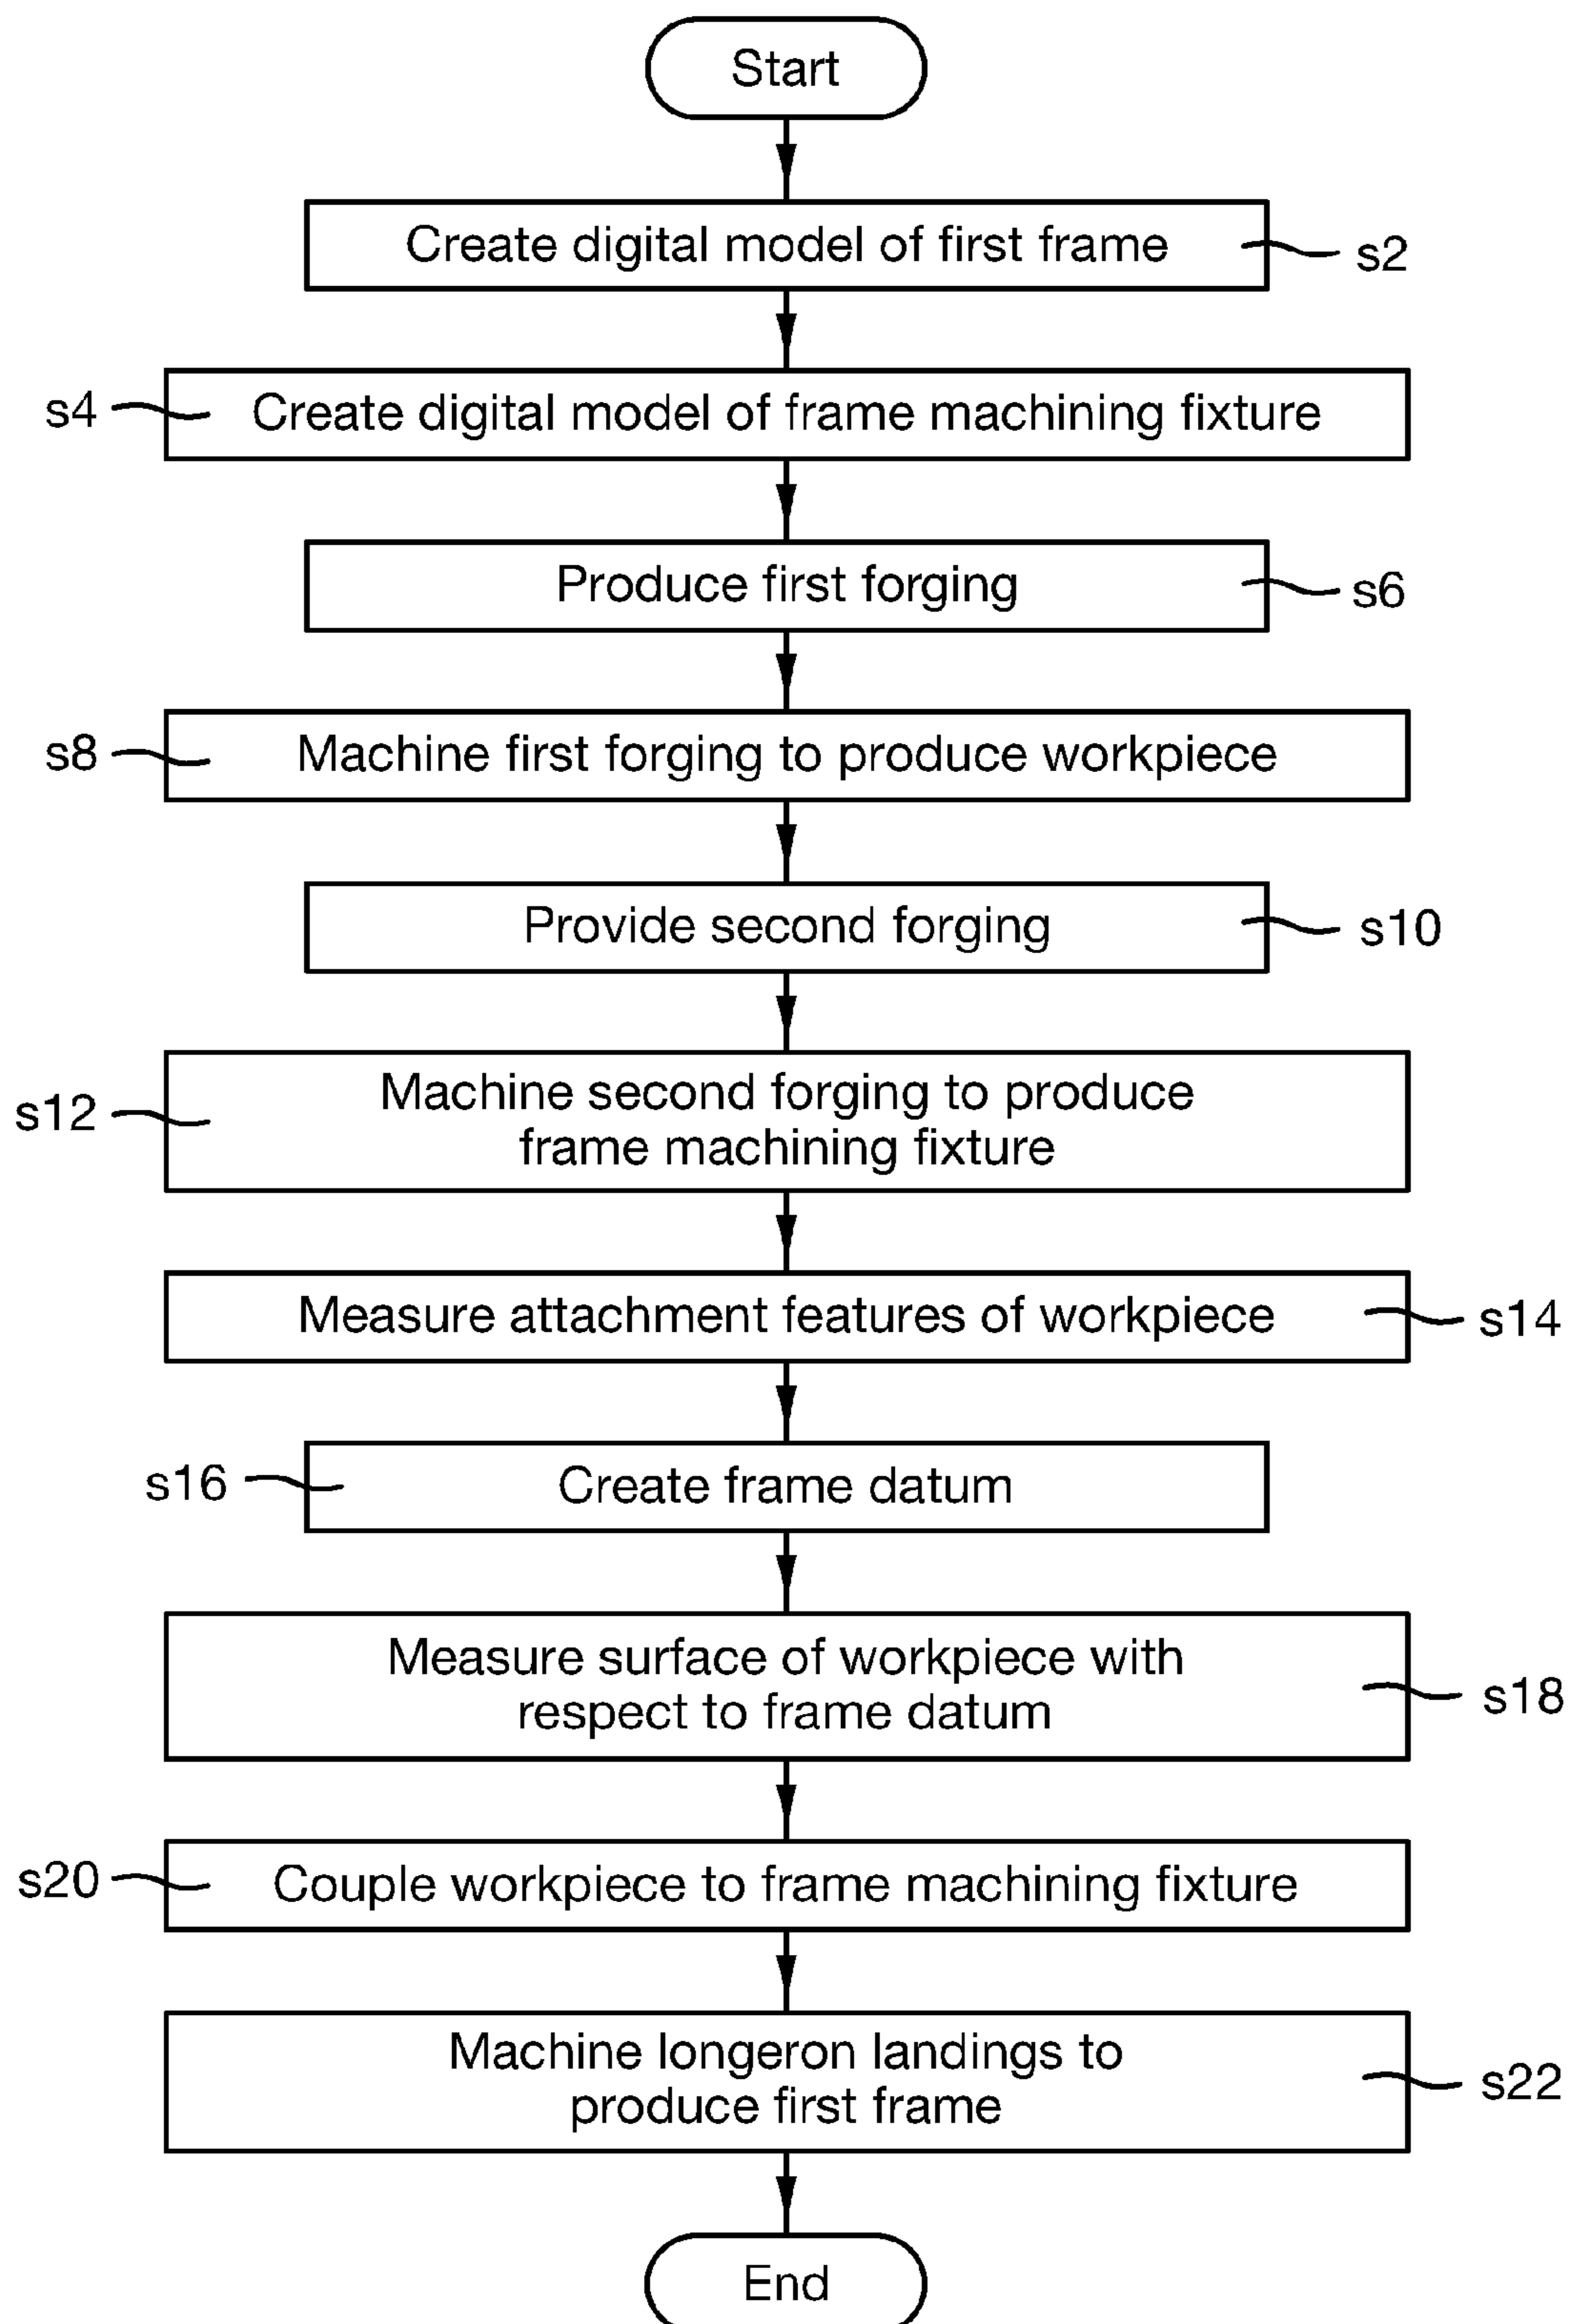 Start
Create digital model of first frame
s2
s4
Create digital model of frame machining fixture
Produce first forging
s6
s8
Machine first forging to produce workpiece
Provide second forging
s10
s12
Machine second forging to produce
frame machining fixture
Measure attachment features of workpiece
s14
s16
Create frame datum
Measure surface of workpiece with
respect to frame datum
s18
s20
Couple workpiece to frame machining fixture
Machine longeron landings to
produce first frame
s22
End